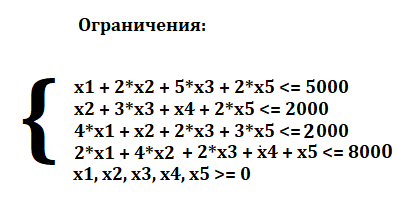 Ограничения:
x1 + 2*x2 + 5*x3 + 2*x5 <= 5000
x2 + 3*x3 + x4 + 2*x5 <= 2000
4*x1 + x2 + 2*x3 + 3*x5 <= 2000
2*x1 + 4*x2 + 2*x3 + x4 + x5 <= 8000
x1, x2, x3, x4, x5 >= 0